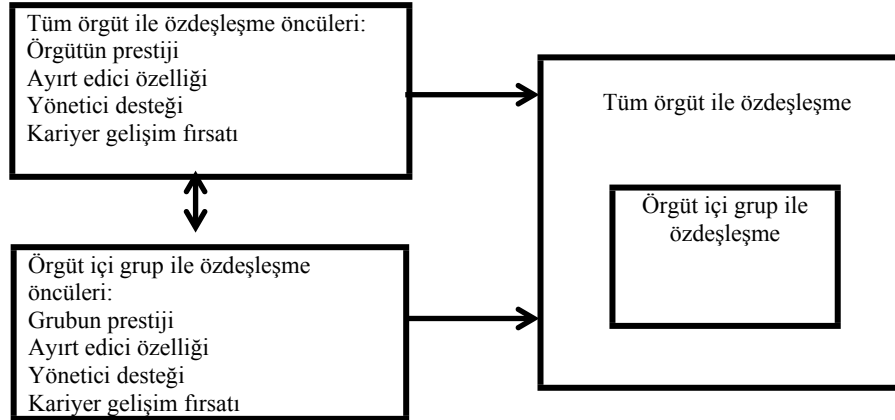 Tüm örgüt ile özdeşleşme öncüleri:
Örgütün prestiji
Ayırt edici özelliği
Yönetici desteği
Kariyer gelişim fırsatı
Tüm örgüt ile özdeşleşme
Örgüt içi grup ile
özdeşleşme
Örgüt içi grup ile özdeşleşme
öncüleri:
Grubun prestiji
Ayırt edici özelliği
Yönetici desteği
Kariyer gelişim fırsatı